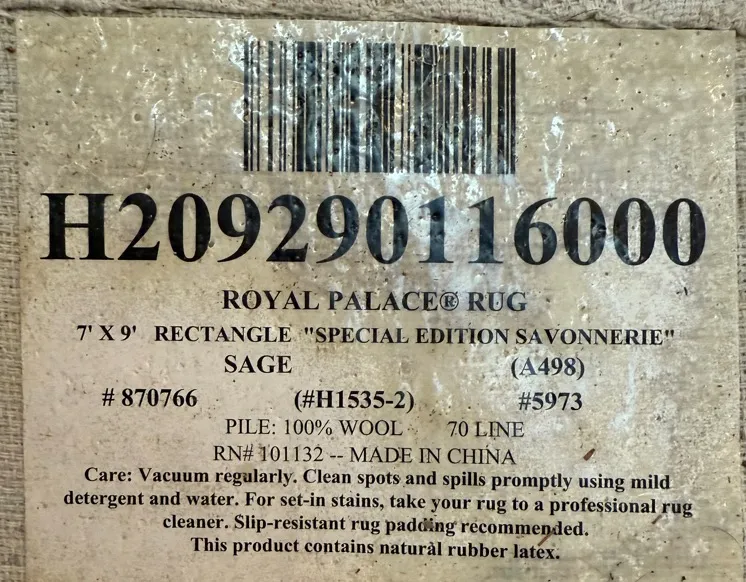 H209290116000
ROYAL PALACE® RUG
7' X 9' RECTANGLE "SPECIAL EDITION SAVONNERIE"
SAGE (A498)
# 870766 (#H1535-2) #5973
PILE: 100% WOOL 70 LINE
RN# 101132 -- MADE IN CHINA
Care: Vacuum regularly. Clean spots and spills promptly using mild
detergent and water. For set-in stains, take your rug to a professional rug
cleaner. Slip-resistant rug padding recommended.
This product contains natural rubber latex.